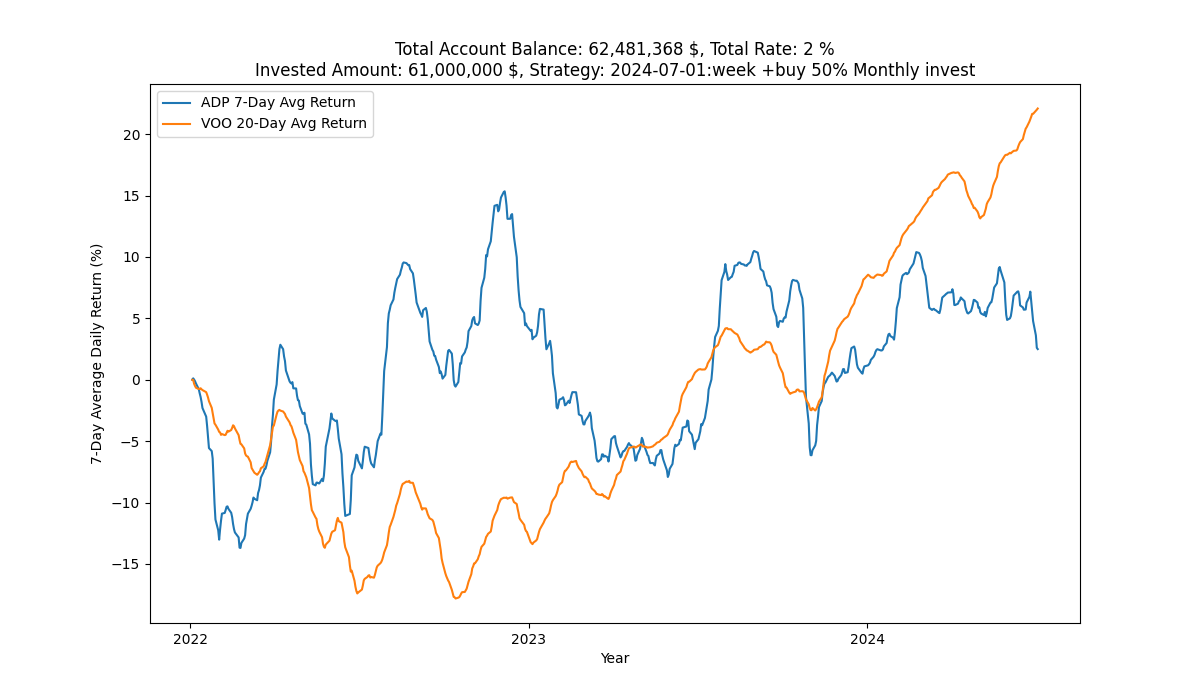 Total Account Balance: 62,481,368 $, Total Rate: 2 %
Invested Amount: 61,000,000 $, Strategy: 2024-07-01:week +buy 50% Monthly invest
ADP 7-Day Avg Return
VOO 20-Day Avg Return
7-Day Average Daily Return (%)
20
15
10
5
0
−5
−10
−15
2022
2023
2024
Year